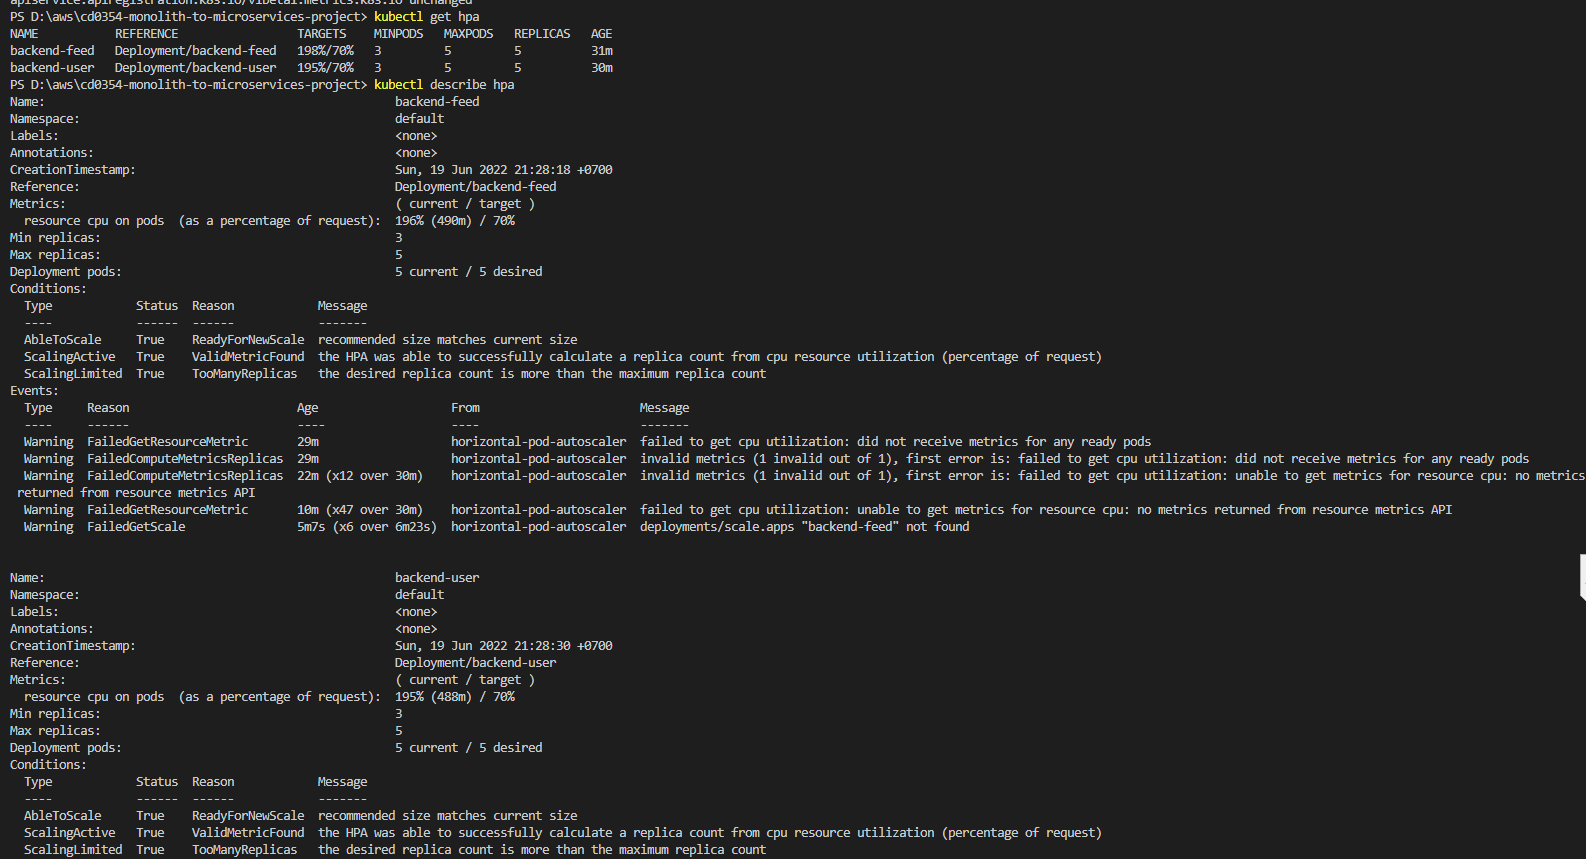 apiservice.apiregistration.k8s.io/v1beta1.metrics.k8s.io unchanged
PS D:\aws\cd0354-monolith-to-microservices-project> kubectl get hpa
NAME REFERENCE TARGETS MINPODS MAXPODS REPLICAS AGE
backend-feed Deployment/backend-feed 198%/70% 3 5 5 31m
backend-user Deployment/backend-user 195%/70% 3 5 5 30m
PS D:\aws\cd0354-monolith-to-microservices-project> kubectl describe hpa
Name: backend-feed
Namespace: default
Labels: <none>
Annotations: <none>
CreationTimestamp: Sun, 19 Jun 2022 21:28:18 +0700
Reference: Deployment/backend-feed
Metrics: ( current / target )
resource cpu on pods (as a percentage of request): 196% (490m) / 70%
Min replicas: 3
Max replicas: 5
Deployment pods: 5 current / 5 desired
Conditions:
Type Status Reason Message
---- ------ ------ -------
AbleToScale True ReadyForNewScale recommended size matches current size
ScalingActive True ValidMetricFound the HPA was able to successfully calculate a replica count from cpu resource utilization (percentage of request)
ScalingLimited True TooManyReplicas the desired replica count is more than the maximum replica count
Events:
Type Reason Age From Message
---- ------ ---- ---- -------
Warning FailedGetResourceMetric 29m horizontal-pod-autoscaler failed to get cpu utilization: did not receive metrics for any ready pods
Warning FailedComputeMetricsReplicas 29m horizontal-pod-autoscaler invalid metrics (1 invalid out of 1), first error is: failed to get cpu utilization: did not receive metrics for any ready pods
Warning FailedComputeMetricsReplicas 22m (x12 over 30m) horizontal-pod-autoscaler invalid metrics (1 invalid out of 1), first error is: failed to get cpu utilization: unable to get metrics for resource cpu: no metrics
returned from resource metrics API
Warning FailedGetResourceMetric 10m (x47 over 30m) horizontal-pod-autoscaler failed to get cpu utilization: unable to get metrics for resource cpu: no metrics returned from resource metrics API
Warning FailedGetScale 5m7s (x6 over 6m23s) horizontal-pod-autoscaler deployments/scale.apps "backend-feed" not found
Name: backend-user
Namespace: default
Labels: <none>
Annotations: <none>
CreationTimestamp: Sun, 19 Jun 2022 21:28:30 +0700
Reference: Deployment/backend-user
Metrics: ( current / target )
resource cpu on pods (as a percentage of request): 195% (488m) / 70%
Min replicas: 3
Max replicas: 5
Deployment pods: 5 current / 5 desired
Conditions:
Type Status Reason Message
---- ------ ------ -------
AbleToScale True ReadyForNewScale recommended size matches current size
ScalingActive True ValidMetricFound the HPA was able to successfully calculate a replica count from cpu resource utilization (percentage of request)
ScalingLimited True TooManyReplicas the desired replica count is more than the maximum replica count